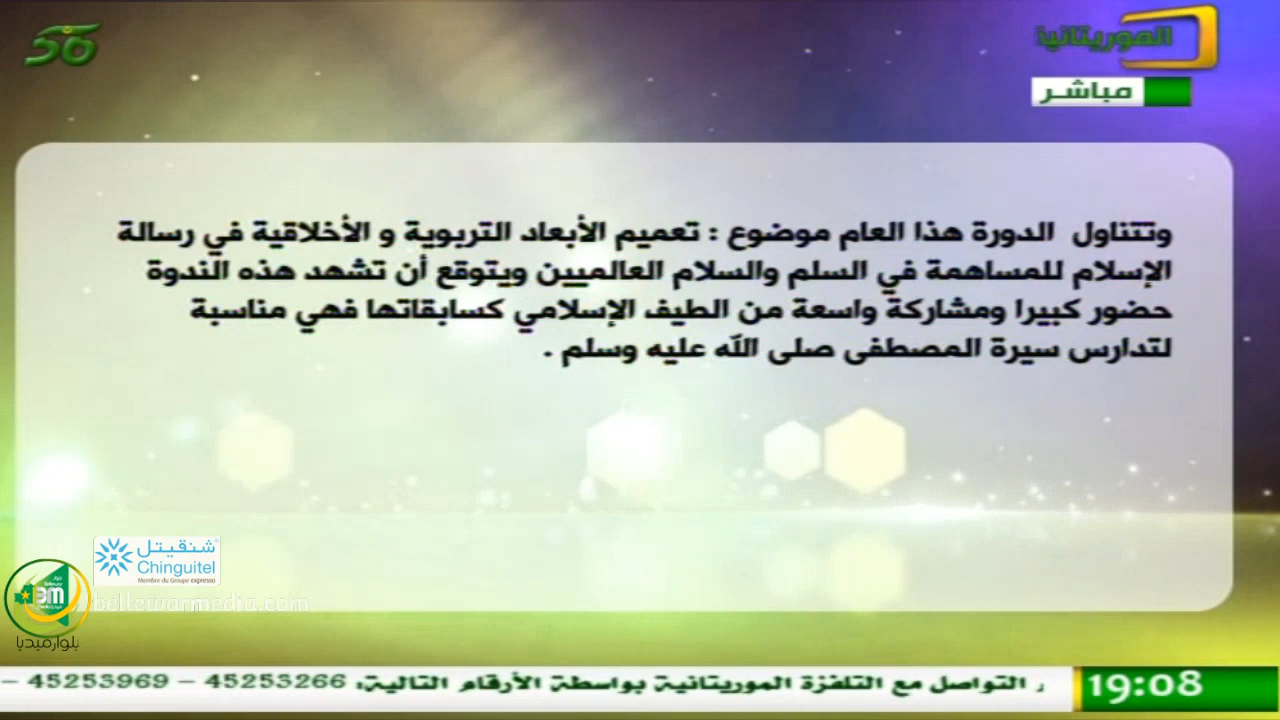 56
الموريتانية
مباشر
وتتناول الدورة هذا العام موضوع : تعميم الأبعاد التربوية و الأخلاقية في رسالة
الإسلام للمساهمة في السلم والسلام العالميين ويتوقع أن تشهد هذه الندوة
حضور كبيرا ومشاركة واسعة من الطيف الإسلامي كسابقاتها فهي مناسبة
لتدارس سيرة المصطفى صلى الله عليه وسلم .
شنقيتل
Chinguitel
Membre du Groupe expresso
bellewarmedia.com
بلوارميديا
التواصل مع التلفزة الموريتانية بواسطة الأرقام التالية: 45253266 – 45253969 –
19:08